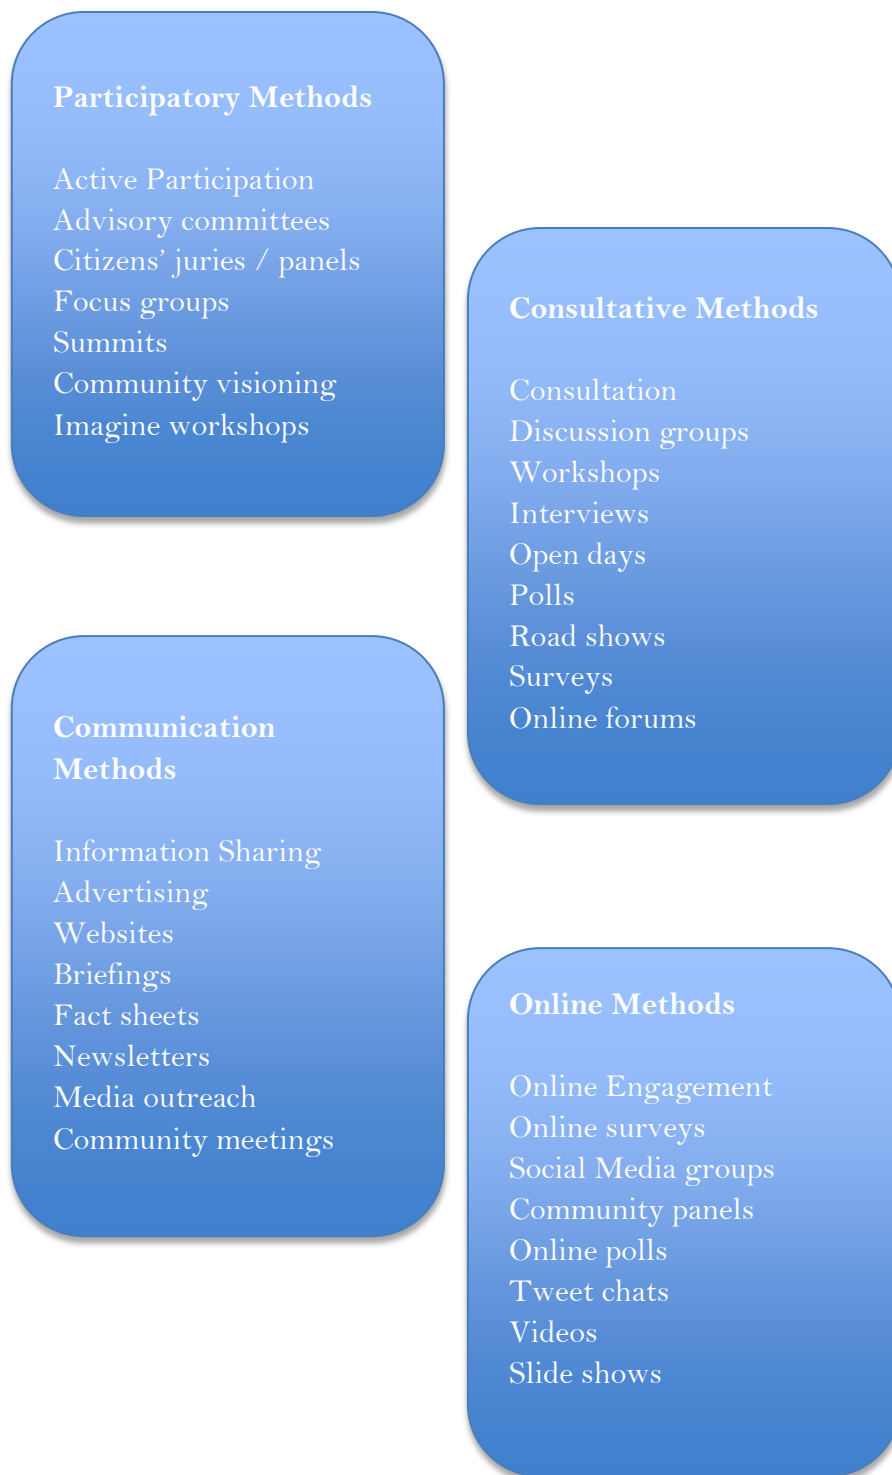 Participatory Methods
Active Participation
Advisory committees
Citizens’ juries / panels
Focus groups
Summits
Community visioning
Imagine workshops
Consultative Methods
Consultation
Discussion groups
Workshops
Interviews
Open days
Polls
Road shows
Surveys
Online forums
Communication
Methods
Information Sharing
Advertising
Websites
Briefings
Fact sheets
Newsletters
Media outreach
Community meetings
Online Methods
Online Engagement
Online surveys
Social Media groups
Community panels
Online polls
Tweet chats
Videos
Slide shows